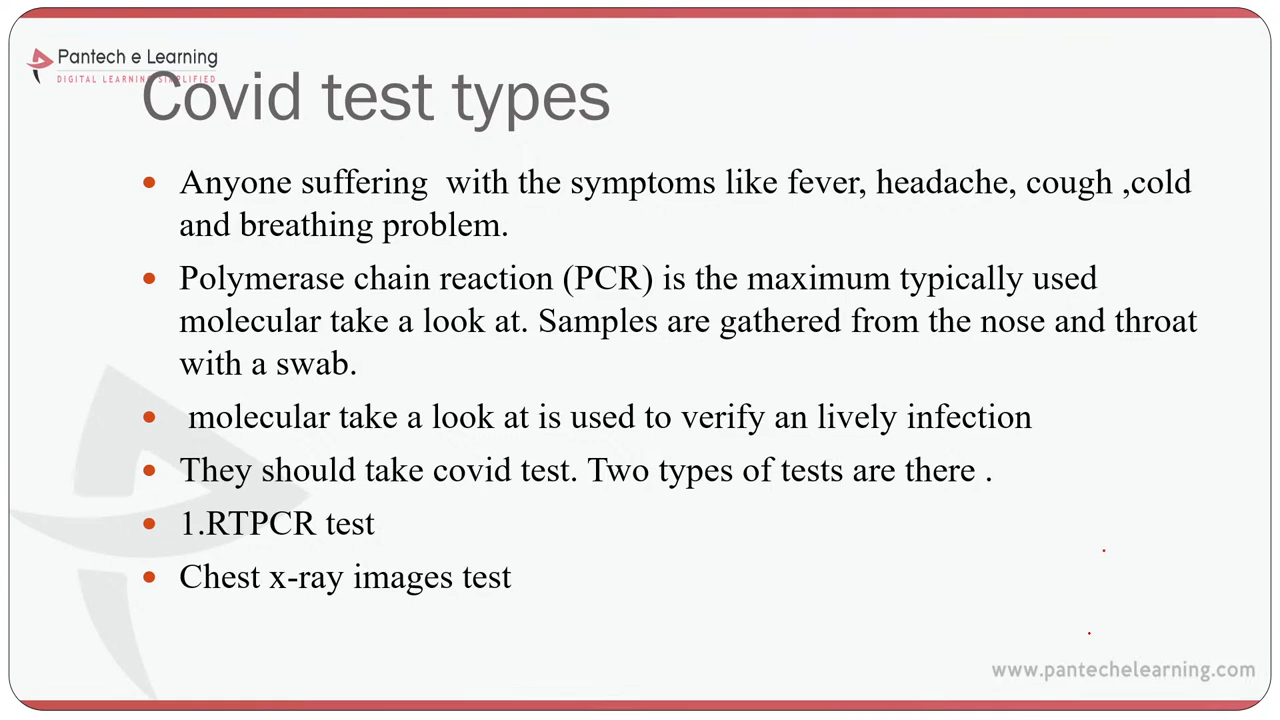 Pantech e Learning
DIGITAL LEARNING SIMPLIFIED
Covid test types
• Anyone suffering  with the symptoms like fever, headache, cough ,cold
and breathing problem.
• Polymerase chain reaction (PCR) is the maximum typically used
molecular take a look at. Samples are gathered from the nose and throat
with a swab.
•  molecular take a look at is used to verify an lively infection
• They should take covid test. Two types of tests are there .
• 1.RTPCR test
• Chest x-ray images test
www.pantechelearning.com